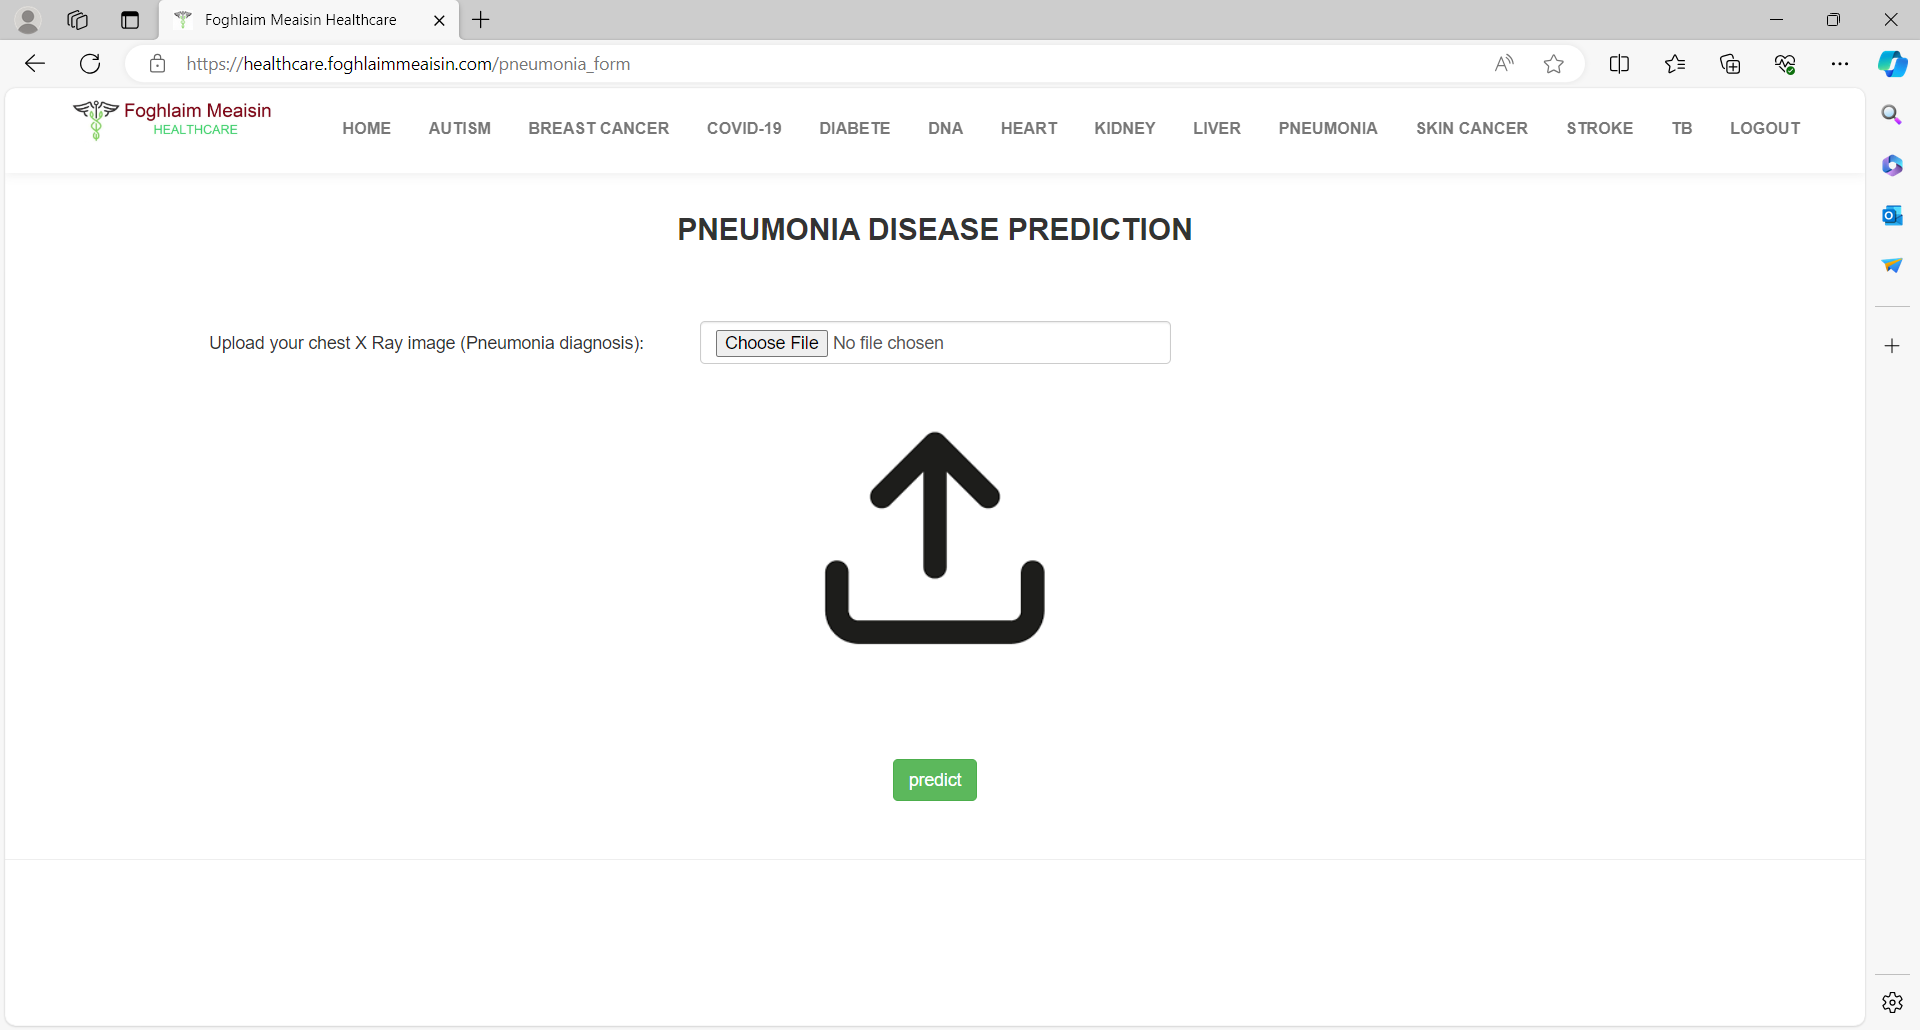 Foghlaim Meaisin Healthcare
https://healthcare.foghlaimmeaisin.com/pneumonia_form
Foghlaim Meaisin
HEALTHCARE
HOME AUTISM BREAST CANCER COVID-19 DIABETE DNA HEART KIDNEY LIVER PNEUMONIA SKIN CANCER STROKE TB LOGOUT
PNEUMONIA DISEASE PREDICTION
Upload your chest X Ray image (Pneumonia diagnosis): Choose File No file chosen
predict